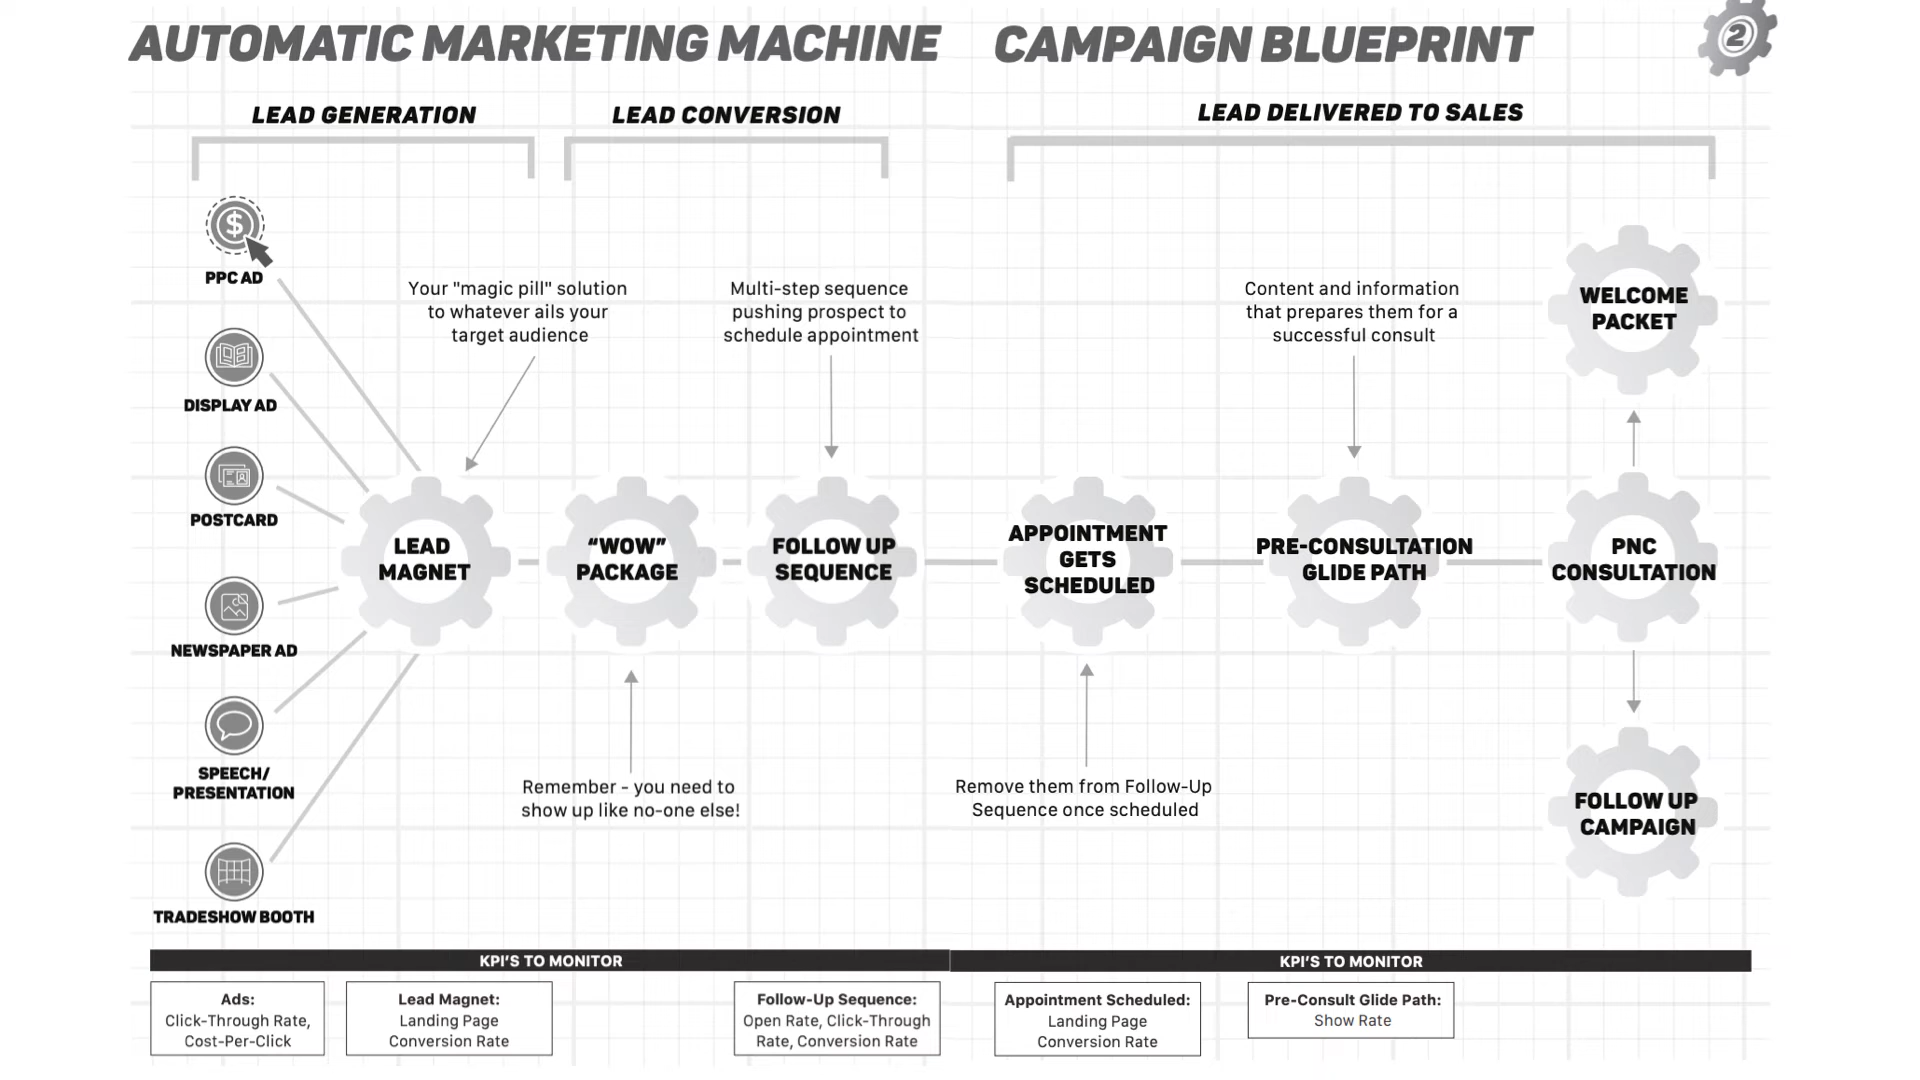 AUTOMATIC MARKETING MACHINE
CAMPAIGN BLUEPRINT
2
LEAD GENERATION
LEAD CONVERSION
LEAD DELIVERED TO SALES
$
PPC AD
DISPLAY AD
POSTCARD
NEWSPAPER AD
SPEECH/
PRESENTATION
TRADESHOW BOOTH
Your "magic pill" solution
to whatever ails your
target audience
LEAD
MAGNET
“WOW”
PACKAGE
Remember - you need to
show up like no-one else!
Multi-step sequence
pushing prospect to
schedule appointment
FOLLOW UP
SEQUENCE
APPOINTMENT
GETS
SCHEDULED
Remove them from Follow-Up
Sequence once scheduled
Content and information
that prepares them for a
successful consult
PRE-CONSULTATION
GLIDE PATH
WELCOME
PACKET
PNC
CONSULTATION
FOLLOW UP
CAMPAIGN
KPI’S TO MONITOR
Ads:
Click-Through Rate,
Cost-Per-Click
Lead Magnet:
Landing Page
Conversion Rate
Follow-Up Sequence:
Open Rate, Click-Through
Rate, Conversion Rate
KPI’S TO MONITOR
Appointment Scheduled:
Landing Page
Conversion Rate
Pre-Consult Glide Path:
Show Rate